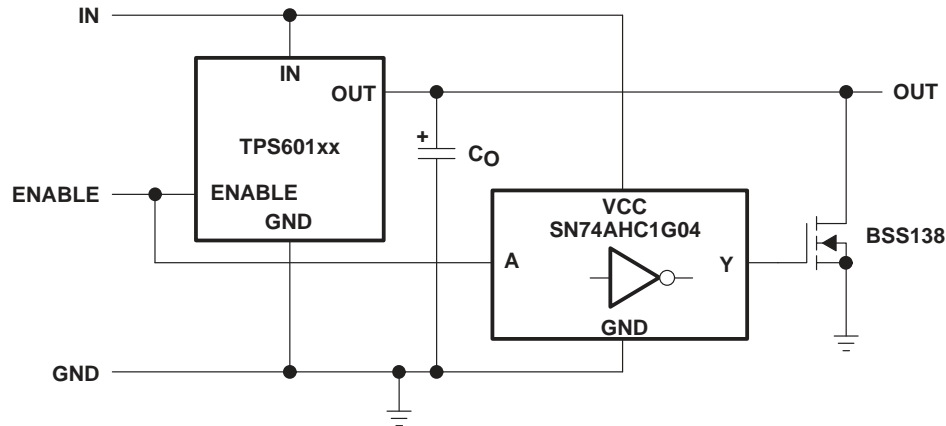 IN
IN
OUT
OUT
TPS601xx
+
CO
ENABLE
ENABLE
GND
VCC
SN74AHC1G04
BSS138
A
Y
GND
GND